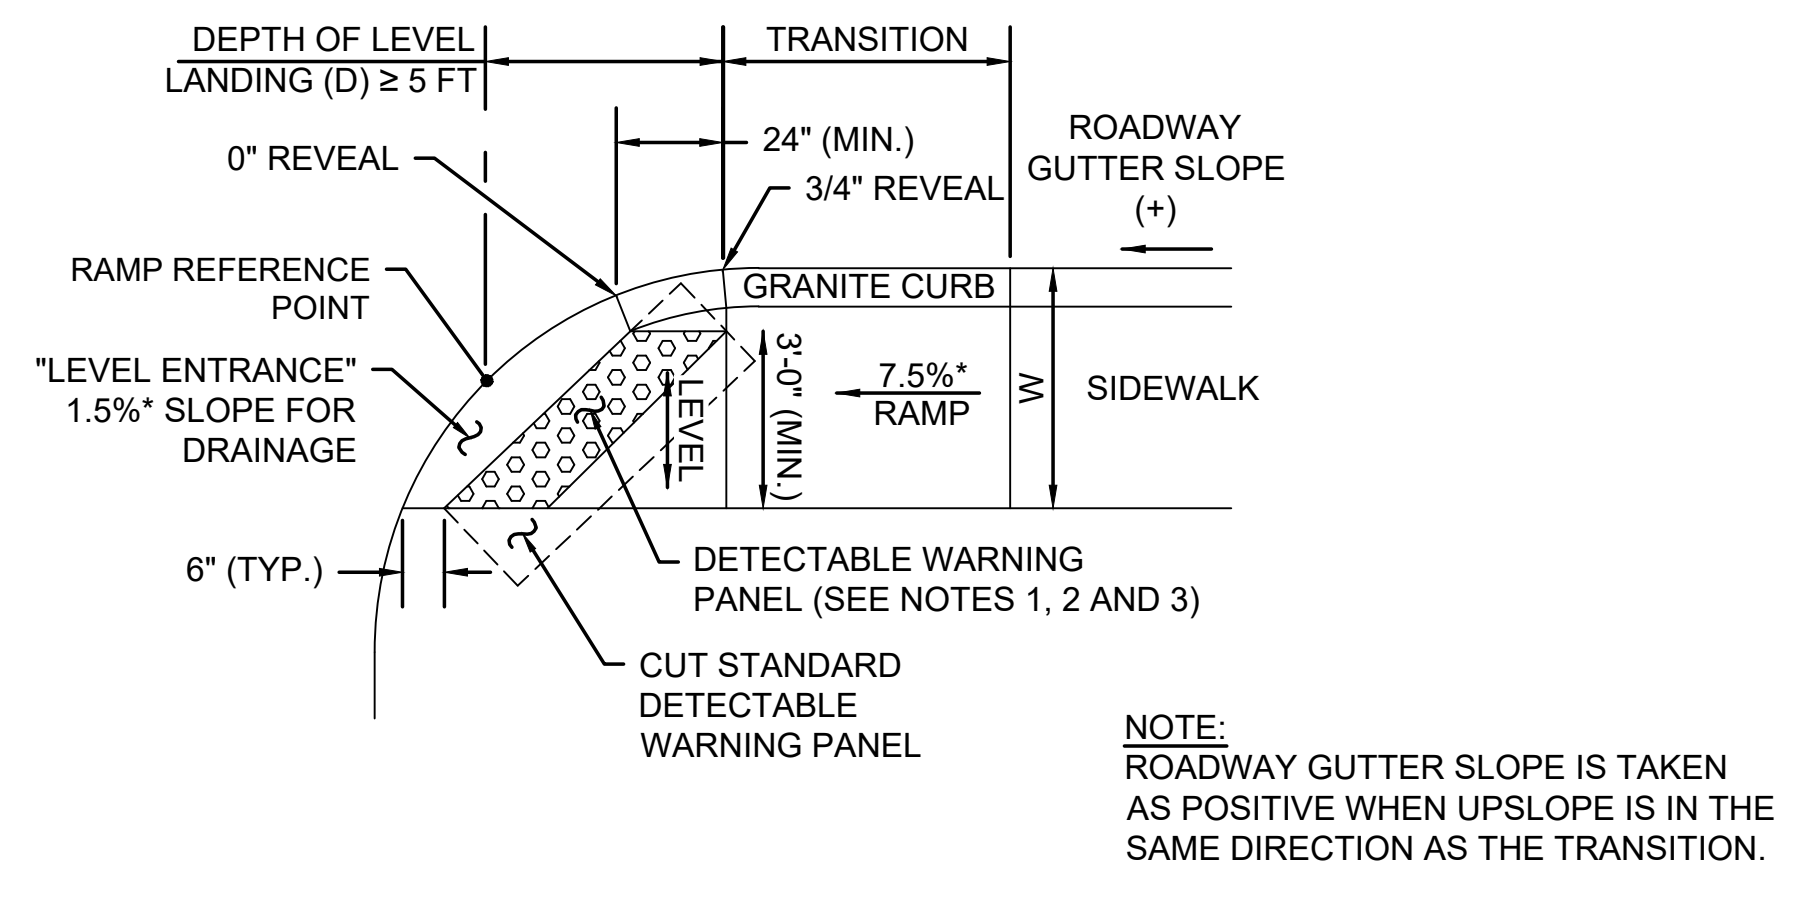 DEPTH OF LEVEL
LANDING (D) ≥ 5 FT
TRANSITION
24" (MIN.)
0" REVEAL
3/4" REVEAL
ROADWAY
GUTTER SLOPE
(+)
RAMP REFERENCE
POINT
GRANITE CURB
"LEVEL ENTRANCE"
1.5%* SLOPE FOR
DRAINAGE
LEVEL
3'-0" (MIN.)
7.5%*
RAMP
W
SIDEWALK
6" (TYP.)
DETECTABLE WARNING
PANEL (SEE NOTES 1, 2 AND 3)
CUT STANDARD
DETECTABLE
WARNING PANEL
NOTE:
ROADWAY GUTTER SLOPE IS TAKEN
AS POSITIVE WHEN UPSLOPE IS IN THE
SAME DIRECTION AS THE TRANSITION.